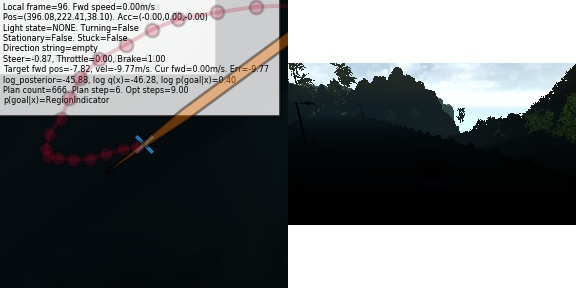 Local frame=96. Fwd speed=0.00m/s
Pos=(396.08,222.41,38.10). Acc=(-0.00,0.00,-0.00)
Light state=NONE. Turning=False
Stationary=False. Stuck=False
Direction string=empty
Steer=-0.87, Throttle=0.00, Brake=1.00
Target fwd pos=-7.82, vel=-9.77m/s. Cur fwd=0.00m/s. Err=-9.77
log_posterior=-45.88, log q(x)=-46.28, log p(goal|x)=0.40
Plan count=666. Plan step=6. Opt steps=9.00
p(goal|x)=RegionIndicator